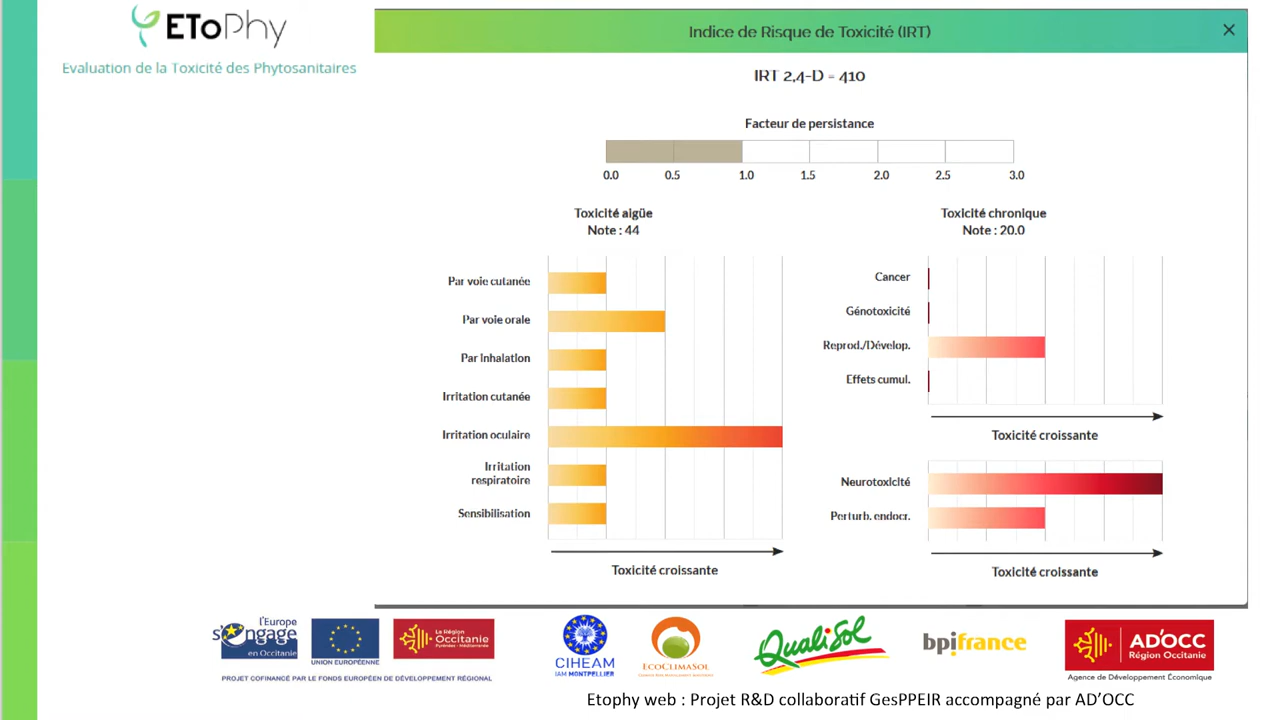 EToPhy
Evaluation de la Toxicité des Phytosanitaires
Indice de Risque de Toxicité (IRT)
IRT 2,4-D = 410
Facteur de persistance
0.0 0.5 1.0 1.5 2.0 2.5 3.0
Toxicité aigüe
Note : 44
Par voie cutanée
Par voie orale
Par Inhalation
Irritation cutanée
Irritation oculaire
Irritation
respiratoire
Sensibilisation
Toxicité croissante
Toxicité chronique
Note : 20.0
Cancer
Génotoxicité
Reprod./Dévelop.
Effets cumul.
Toxicité croissante
Neurotoxicité
Perturb. endocr.
Toxicité croissante
l'Europe
s'engage
en Occitanie
UNION EUROPÉENNE
La Région
Occitanie
Pyrénées - Méditerranée
PROJET COFINANCÉ PAR LE FONDS EUROPÉEN DE DÉVELOPPEMENT RÉGIONAL
CIHEAM
IAM MONTPELLIER
ECOCLIMASOL
QualiSol
bpifrance
AD'OCC
Région Occitanie
Agence de Développement Économique
Etophy web : Projet R&D collaboratif GesPPEIR accompagné par AD'OCC